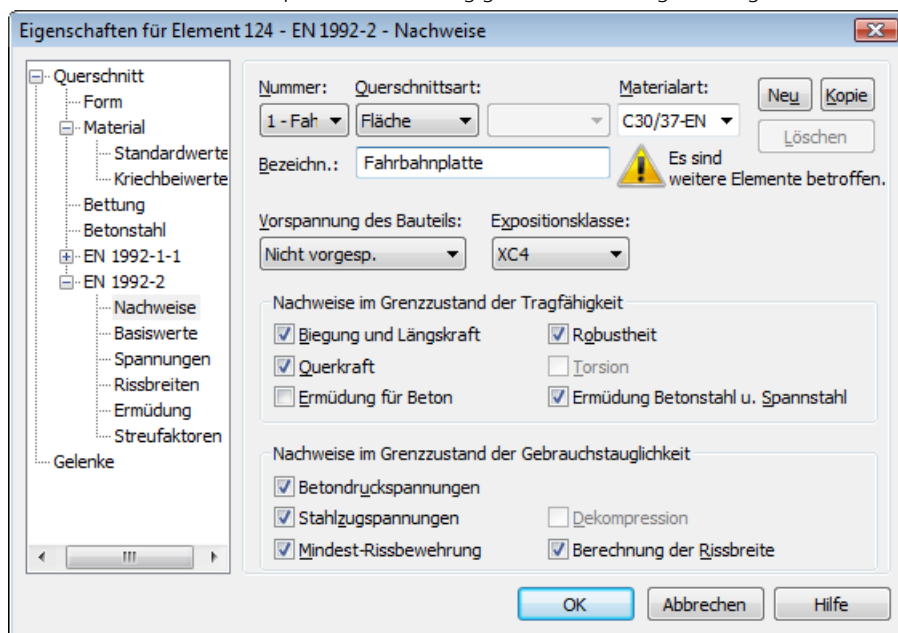 Eigenschaften für Element 124 - EN 1992-2 - Nachweise
Querschnitt
Form
Material
Standardwerte
Kriechbeiwerte
Bettung
Betonstahl
EN 1992-1-1
EN 1992-2
Nachweise
Basiswerte
Spannungen
Rissbreiten
Ermüdung
Streufaktoren
Gelenke
Nummer: Querschnittsart: Materialart:
1 - Fah Fläche C30/37-EN
Neu Kopie
Löschen
Bezeichn.: Fahrbahnplatte
Es sind
weitere Elemente betroffen.
Vorspannung des Bauteils: Expositionsklasse:
Nicht vorgesp. XC4
Nachweise im Grenzzustand der Tragfähigkeit
Biegung und Längskraft Robustheit
Querkraft Torsion
Ermüdung für Beton Ermüdung Betonstahl u. Spannstahl
Nachweise im Grenzzustand der Gebrauchstauglichkeit
Betondruckspannungen
Stahlzugspannungen Dekompression
Mindest-Rissbewehrung Berechnung der Rissbreite
OK Abbrechen Hilfe